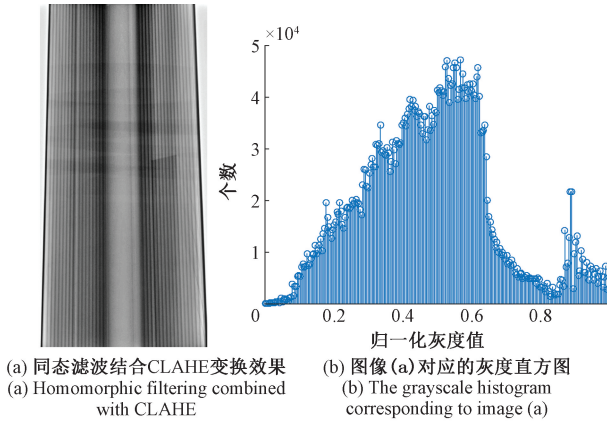 ×10⁴
5
4
3
2
1
个数
0
0.2
0.4
0.6
0.8
归一化灰度值
(a) 同态滤波结合CLAHE变换效果
(a) Homomorphic filtering combined
with CLAHE
(b) 图像(a)对应的灰度直方图
(b) The grayscale histogram
corresponding to image (a)